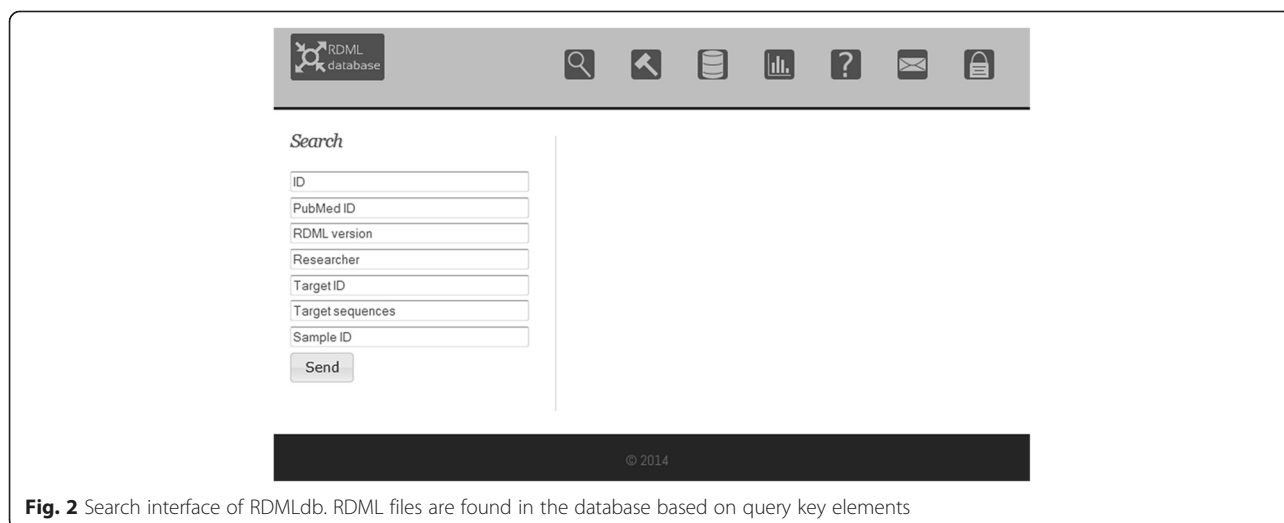 RDML
database
?
Search
ID
PubMed ID
RDML version
Researcher
Target ID
Target sequences
Sample ID
Send
© 2014
Fig. 2 Search interface of RDMLdb. RDML files are found in the database based on query key elements